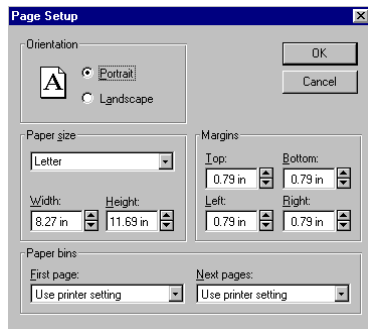 Page Setup
Orientation
A
Portrait
Landscape
OK
Cancel
Paper size
Letter
Width:
Height:
8.27 in
11.69 in
Margins
Top:
Bottom:
0.79 in
0.79 in
Left:
Right:
0.79 in
0.79 in
Paper bins
First page:
Next pages:
Use printer setting
Use printer setting